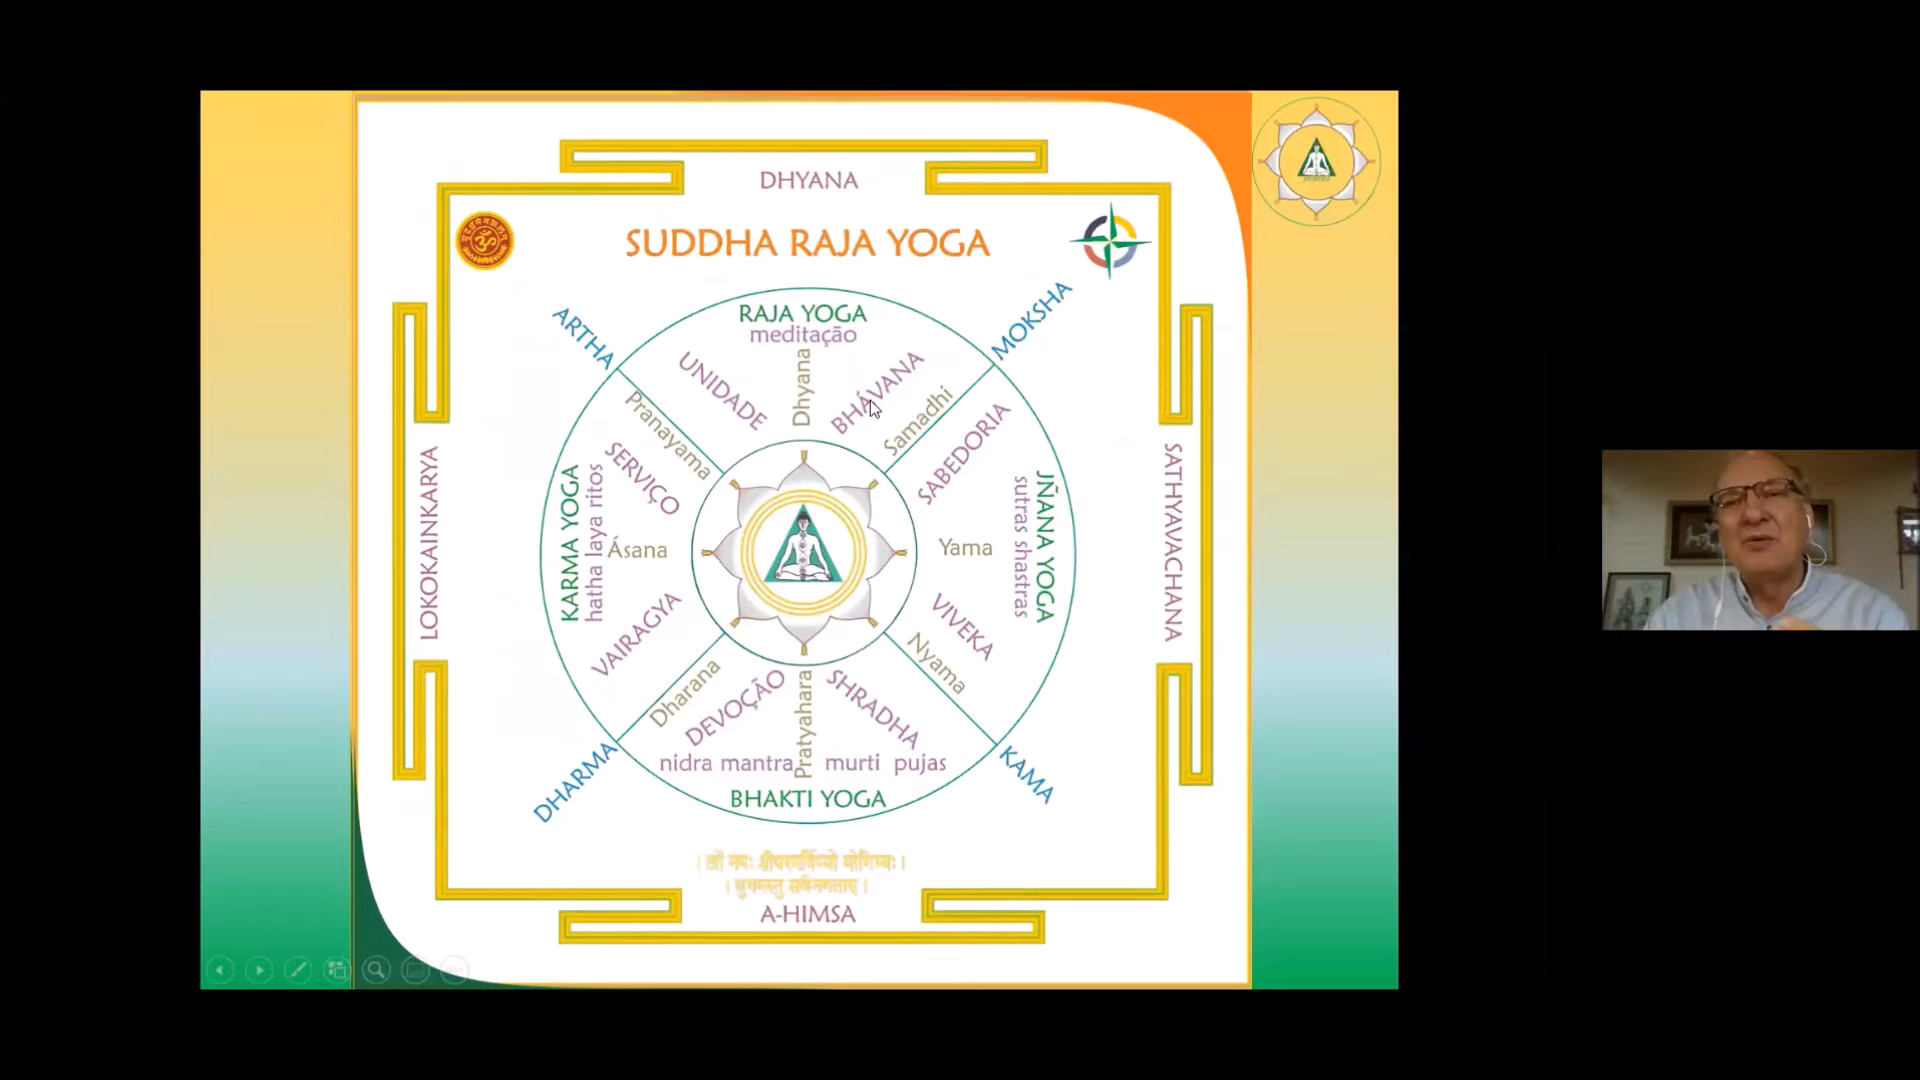 DHYANA
SUDDHA RAJA YOGA
ARTHA
MOKSHA
RAJA YOGA
meditação
UNIDADE
Dhyana
BHÁVANA
Pranayama
Samadhi
SERVIÇO
SABEDORIA
LOKOKAINKARYA
KARMA YOGA
hatha laya ritos
Ásana
Yama
sutras shastras
JÑANA YOGA
SATHYAVACHANA
VAIRAGYA
VIVEKA
Dharana
Nyama
DEVOÇÃO
Pratyahara
SHRADHA
nidra mantra
murti pujas
DHARMA
KAMA
BHAKTI YOGA
A-HIMSA